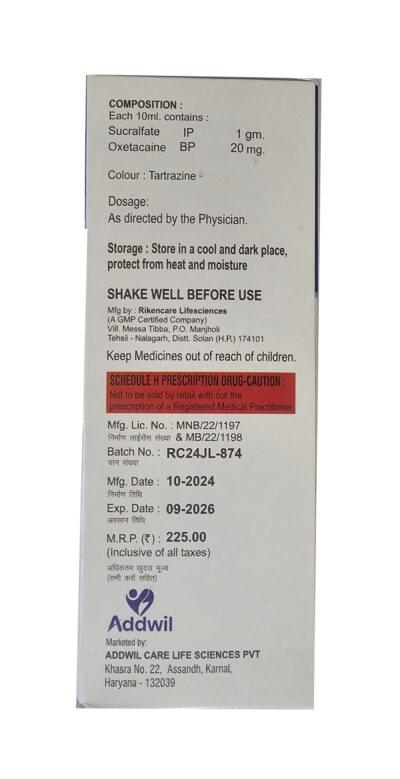 COMPOSITION :
Each 10ml. contains :
Sucralfate IP 1 gm.
Oxetacaine BP 20 mg.
Colour : Tartrazine
Dosage:
As directed by the Physician.
Storage : Store in a cool and dark place,
protect from heat and moisture
SHAKE WELL BEFORE USE
Mfg by : Rikencare Lifesciences
(A GMP Certified Company)
Vill. Messa Tibba, P.O. Manjholi
Tehsil - Nalagarh, Distt. Solan (H.P.) 174101
Keep Medicines out of reach of children.
SCHEDULE H PRESCRIPTION DRUG-CAUTION :
Not to be sold by retail with out the
prescription of a Registered Medical Practitioner.
Mfg. Lic. No. : MNB/22/1197
निर्माण लाईसेंस संख्या & MB/22/1198
Batch No. : RC24JL-874
घान संख्या
Mfg. Date : 10-2024
निर्माण तिथि
Exp. Date : 09-2026
अवसान तिथि
M.R.P. (₹) : 225.00
(Inclusive of all taxes)
अधिकतम खुदरा मूल्य
(सभी करों सहित)
Addwil
Marketed by:
ADDWIL CARE LIFE SCIENCES PVT
Khasra No. 22, Assandh, Karnal,
Haryana - 132039